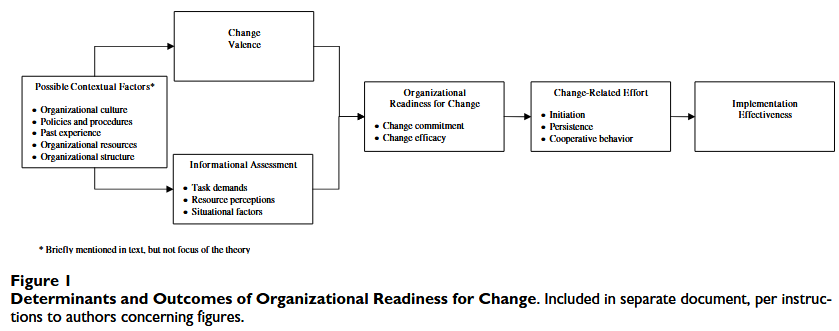 Change
Valence
Possible Contextual Factors*
• Organizational culture
• Policies and procedures
• Past experience
• Organizational resources
• Organizational structure
Informational Assessment
• Task demands
• Resource perceptions
• Situational factors
Organizational
Readiness for Change
• Change commitment
• Change efficacy
Change-Related Effort
• Initiation
• Persistence
• Cooperative behavior
Implementation
Effectiveness
* Briefly mentioned in text, but not focus of the theory
Figure 1
Determinants and Outcomes of Organizational Readiness for Change. Included in separate document, per instruc-
tions to authors concerning figures.